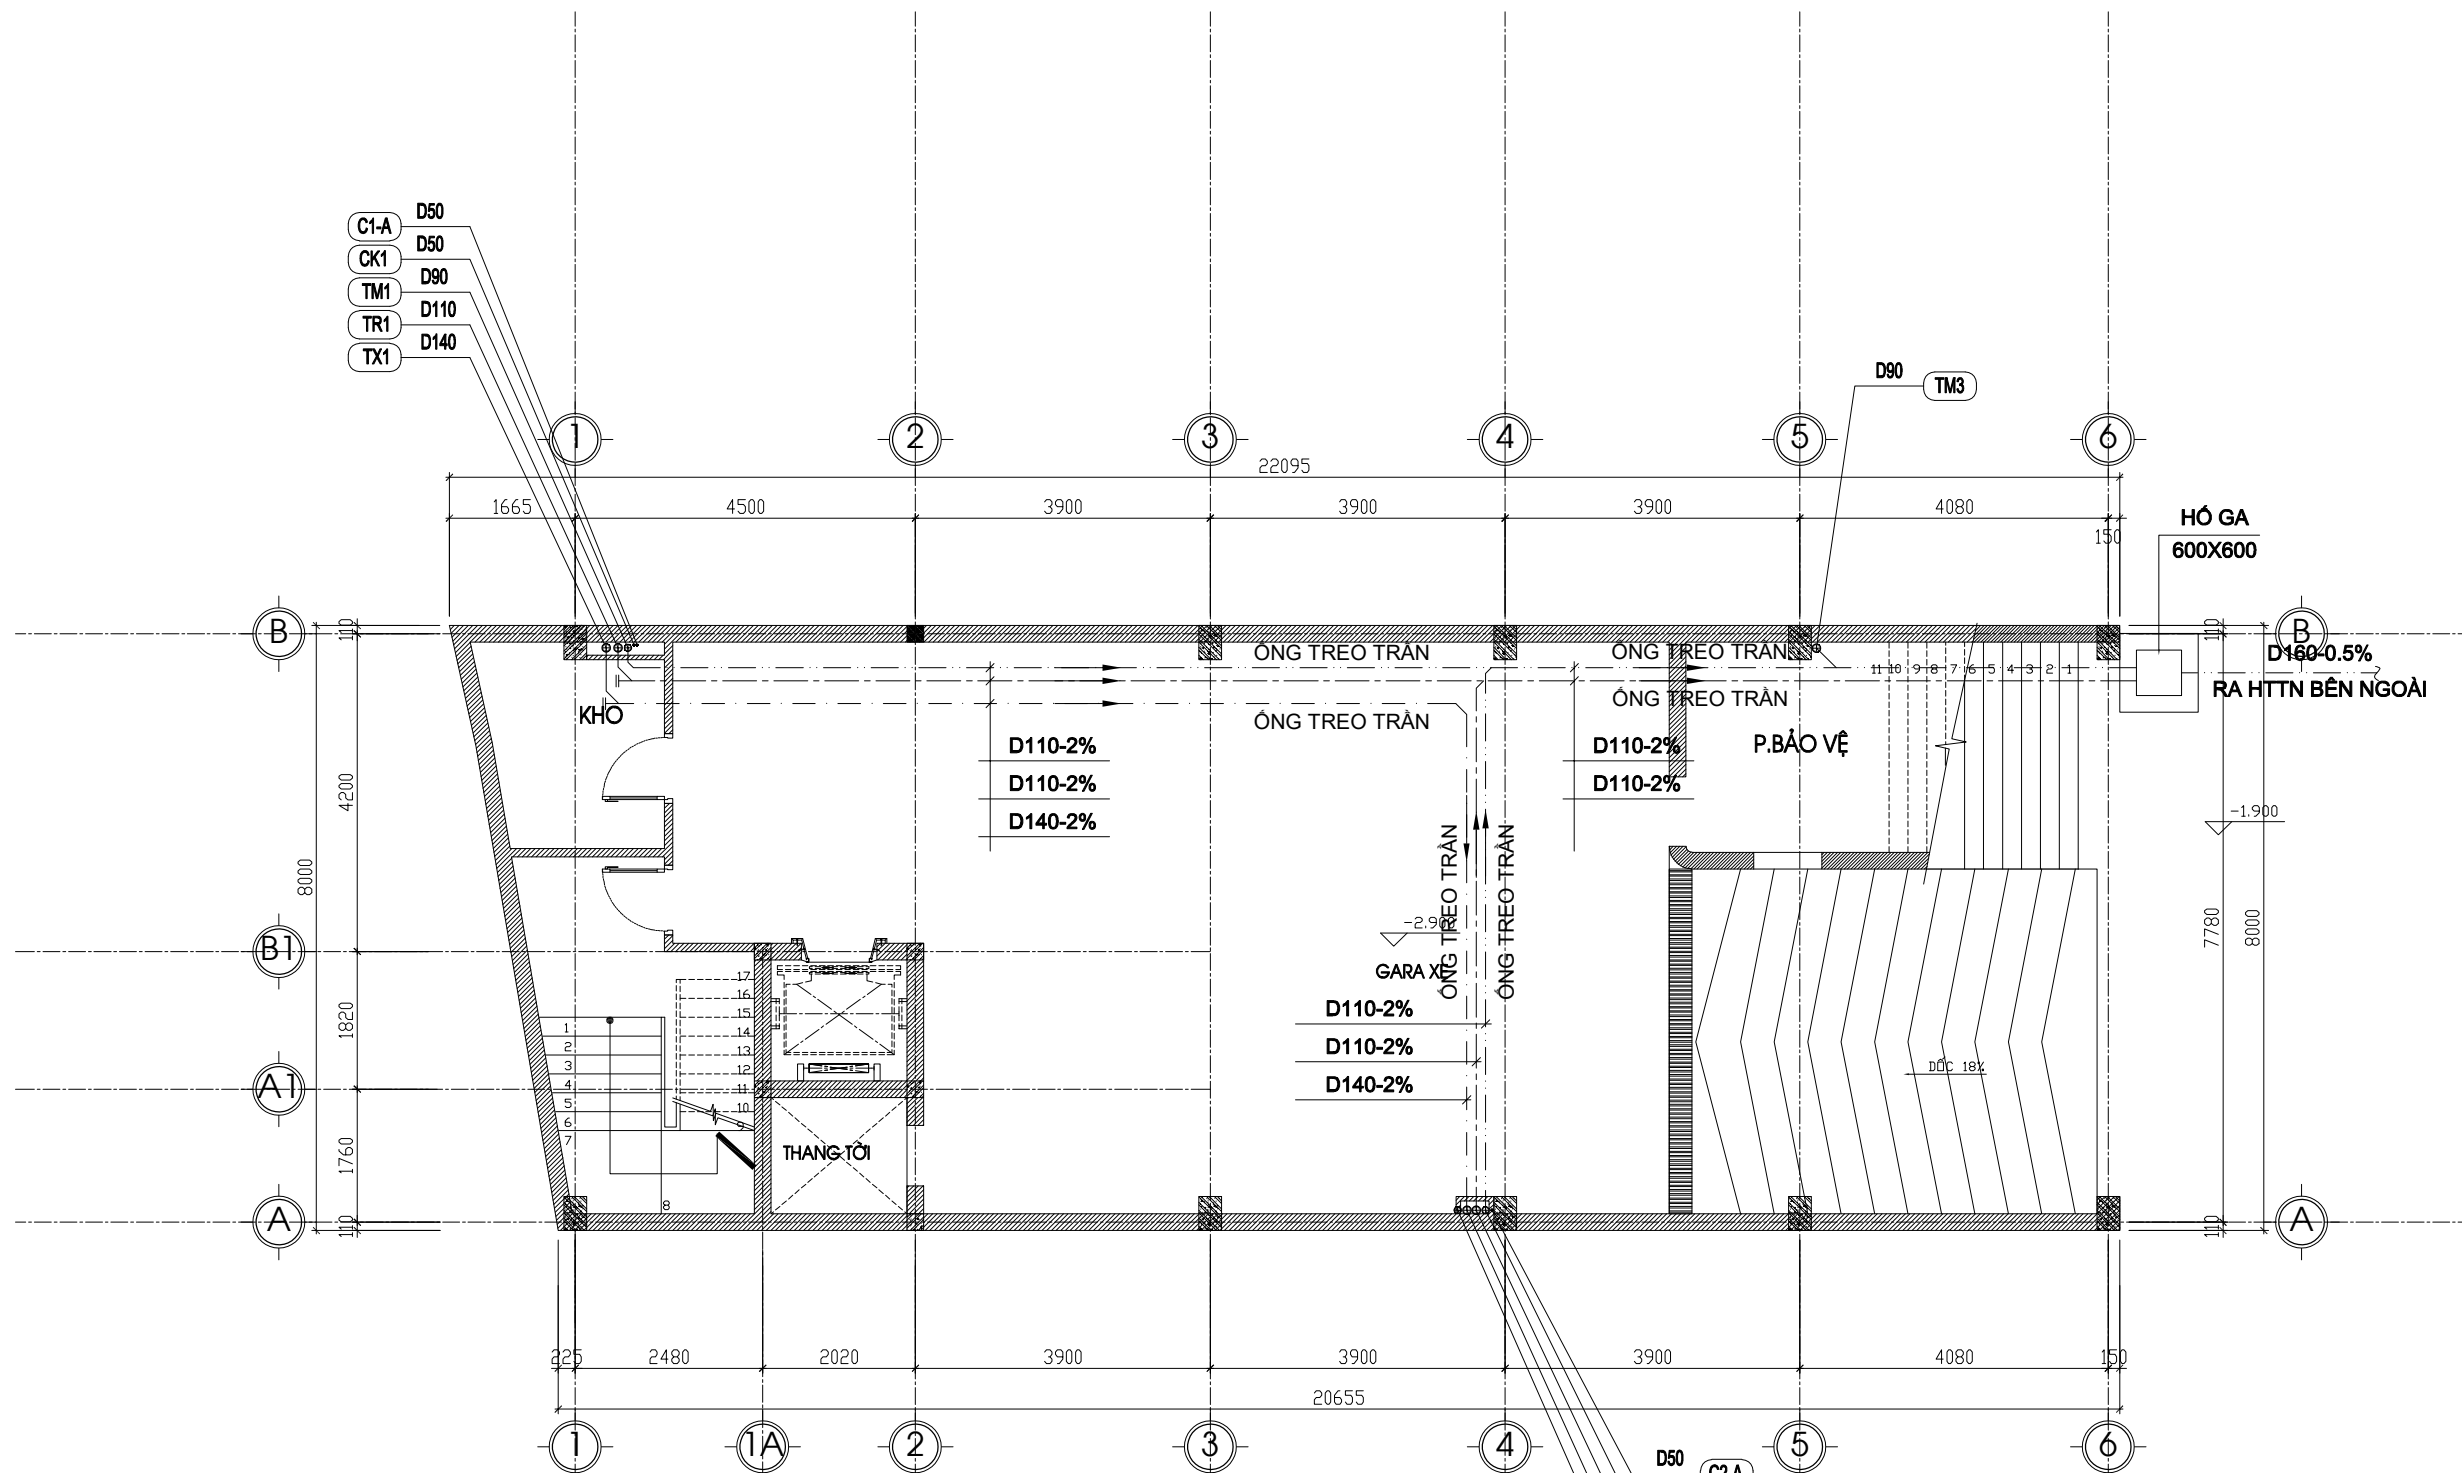 D50
C1-A
D50
CK1
D90
TM1
D110
TR1
D140
TX1
D90
TM3
1
2
3
4
5
6
22095
1665
4500
3900
3900
3900
4080
150
HỐ GA
600X600
B
110
B
110
D160-0.5%
RA HTTN BÊN NGOÀI
ỐNG TREO TRẦN
ỐNG TREO TRẦN
11 10 9 8 7 6 5 4 3 2 1
ỐNG TREO TRẦN
ỐNG TREO TRẦN
KHO
P.BẢO VỆ
D110-2%
D110-2%
D140-2%
D110-2%
D110-2%
-1.900
4200
8000
ỐNG TREO TRẦN
ỐNG TREO TRẦN
-2.900
GARA XE
7780
8000
B1
17
16
15
14
13
12
11
10
9
1
2
3
4
5
6
7
8
1820
D110-2%
D110-2%
D140-2%
DỐC 18%
A1
1760
THANG TỜI
A
110
A
110
225
2480
2020
3900
3900
3900
4080
150
20655
1
1A
2
3
4
5
6
D50
C2-A